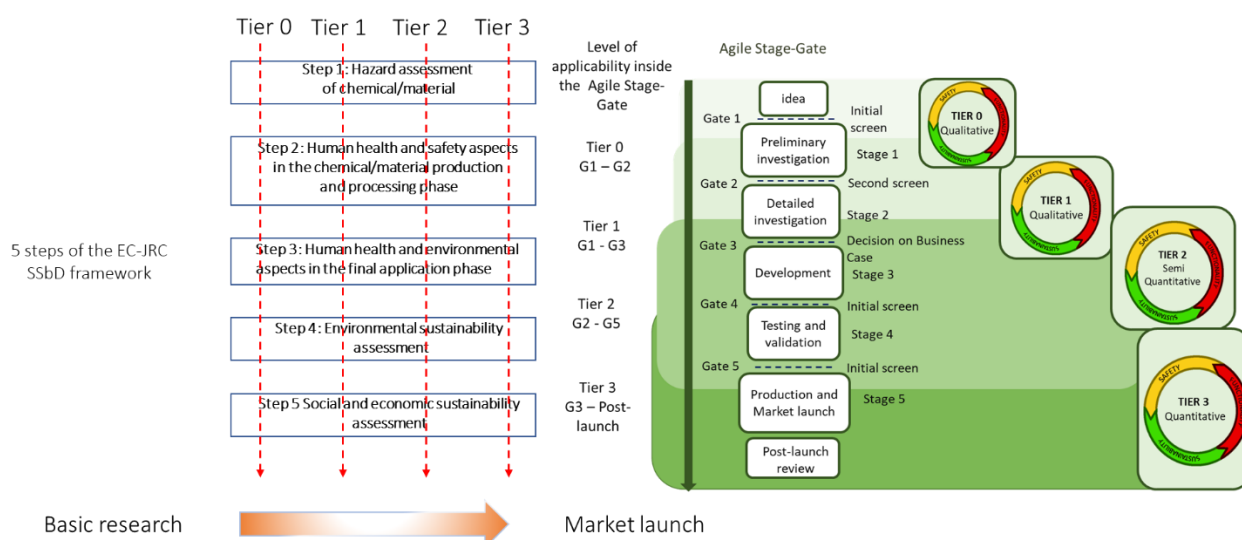 Tier 0
Tier 1
Tier 2
Tier 3
Step 1: Hazard assessment
of chemical/material
Step 2: Human health and safety aspects
in the chemical/material production
and processing phase
Step 3: Human health and environmental
aspects in the final application phase
Step 4: Environmental sustainability
assessment
Step 5 Social and economic sustainability
assessment
5 steps of the EC-JRC
SSbD framework
Basic research
Market launch
Level of
applicability inside
the Agile Stage-
Gate
Tier 0
G1 – G2
Tier 1
G1 - G3
Tier 2
G2 - G5
Tier 3
G3 – Post-
launch
Agile Stage-Gate
idea
Gate 1
Initial
screen
Preliminary
investigation
Stage 1
Gate 2
Second screen
Detailed
investigation
Stage 2
Gate 3
Decision on Business
Case
Development
Stage 3
Gate 4
Initial screen
Testing and
validation
Stage 4
Gate 5
Initial screen
Production and
Market launch
Stage 5
Post-launch
review
SAFETY
SUSTAINABILITY
TIER 0
Qualitative
SAFETY
FUNCTIONALITY
SUSTAINABILITY
TIER 1
Qualitative
SAFETY
FUNCTIONALITY
SUSTAINABILITY
TIER 2
Semi
Quantitative
SAFETY
SUSTAINABILITY
TIER 3
Quantitative